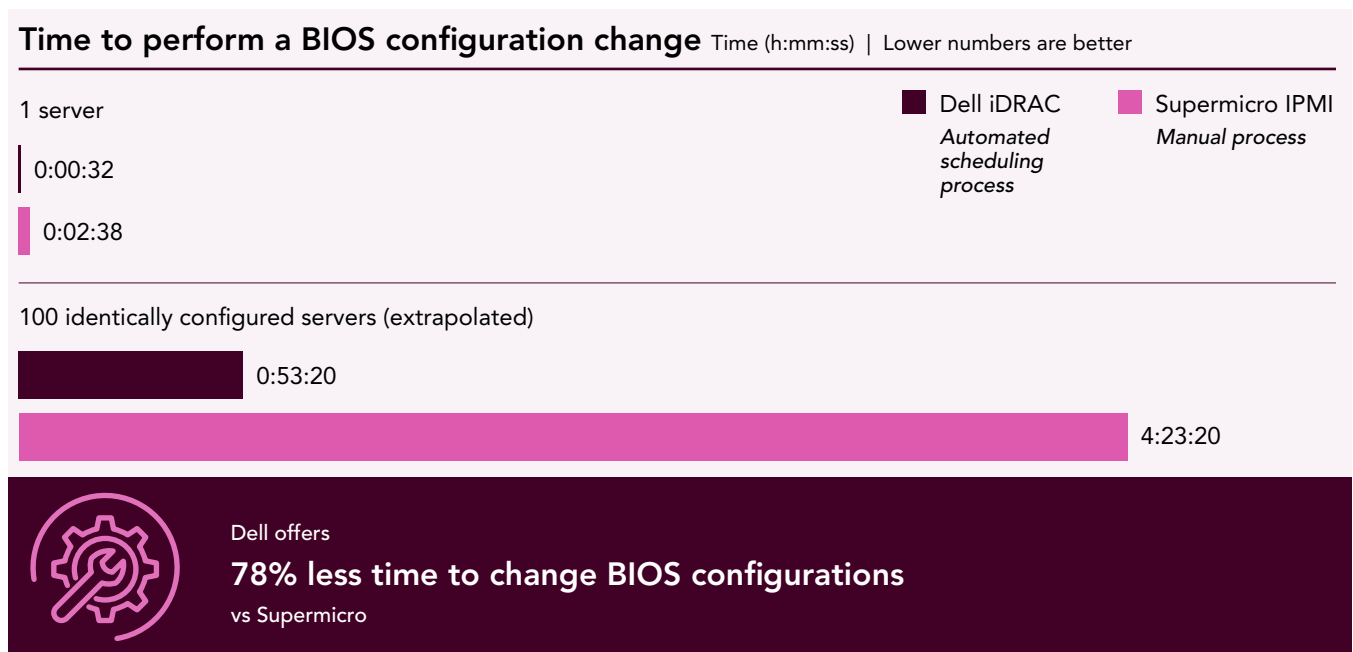 Time to perform a BIOS configuration change Time (h:mm:ss) | Lower numbers are better
1 server
Dell iDRAC
Automated
scheduling
process
Supermicro IPMI
Manual process
0:00:32
0:02:38
100 identically configured servers (extrapolated)
0:53:20
4:23:20
Dell offers
78% less time to change BIOS configurations
vs Supermicro